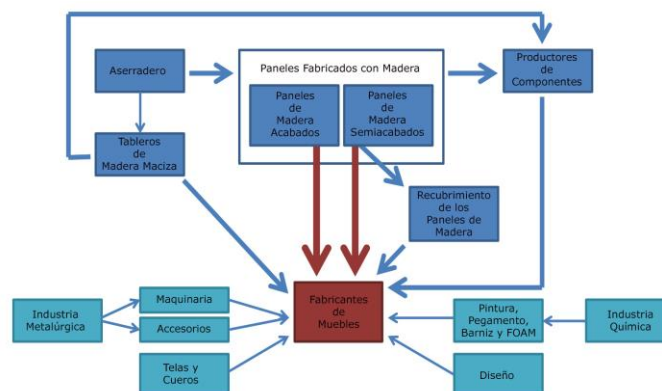 Aserradero
Paneles Fabricados con Madera
Productores
de
Componentes
Paneles
de
Madera
Acabados
Paneles
de
Madera
Semiacabados
Tableros
de
Madera Maciza
Recubrimiento
de los
Paneles de
Madera
Industria
Metalúrgica
Maquinaria
Accesorios
Telas y
Cueros
Fabricantes
de
Muebles
Pintura,
Pegamento,
Barniz y FOAM
Industria
Química
Diseño